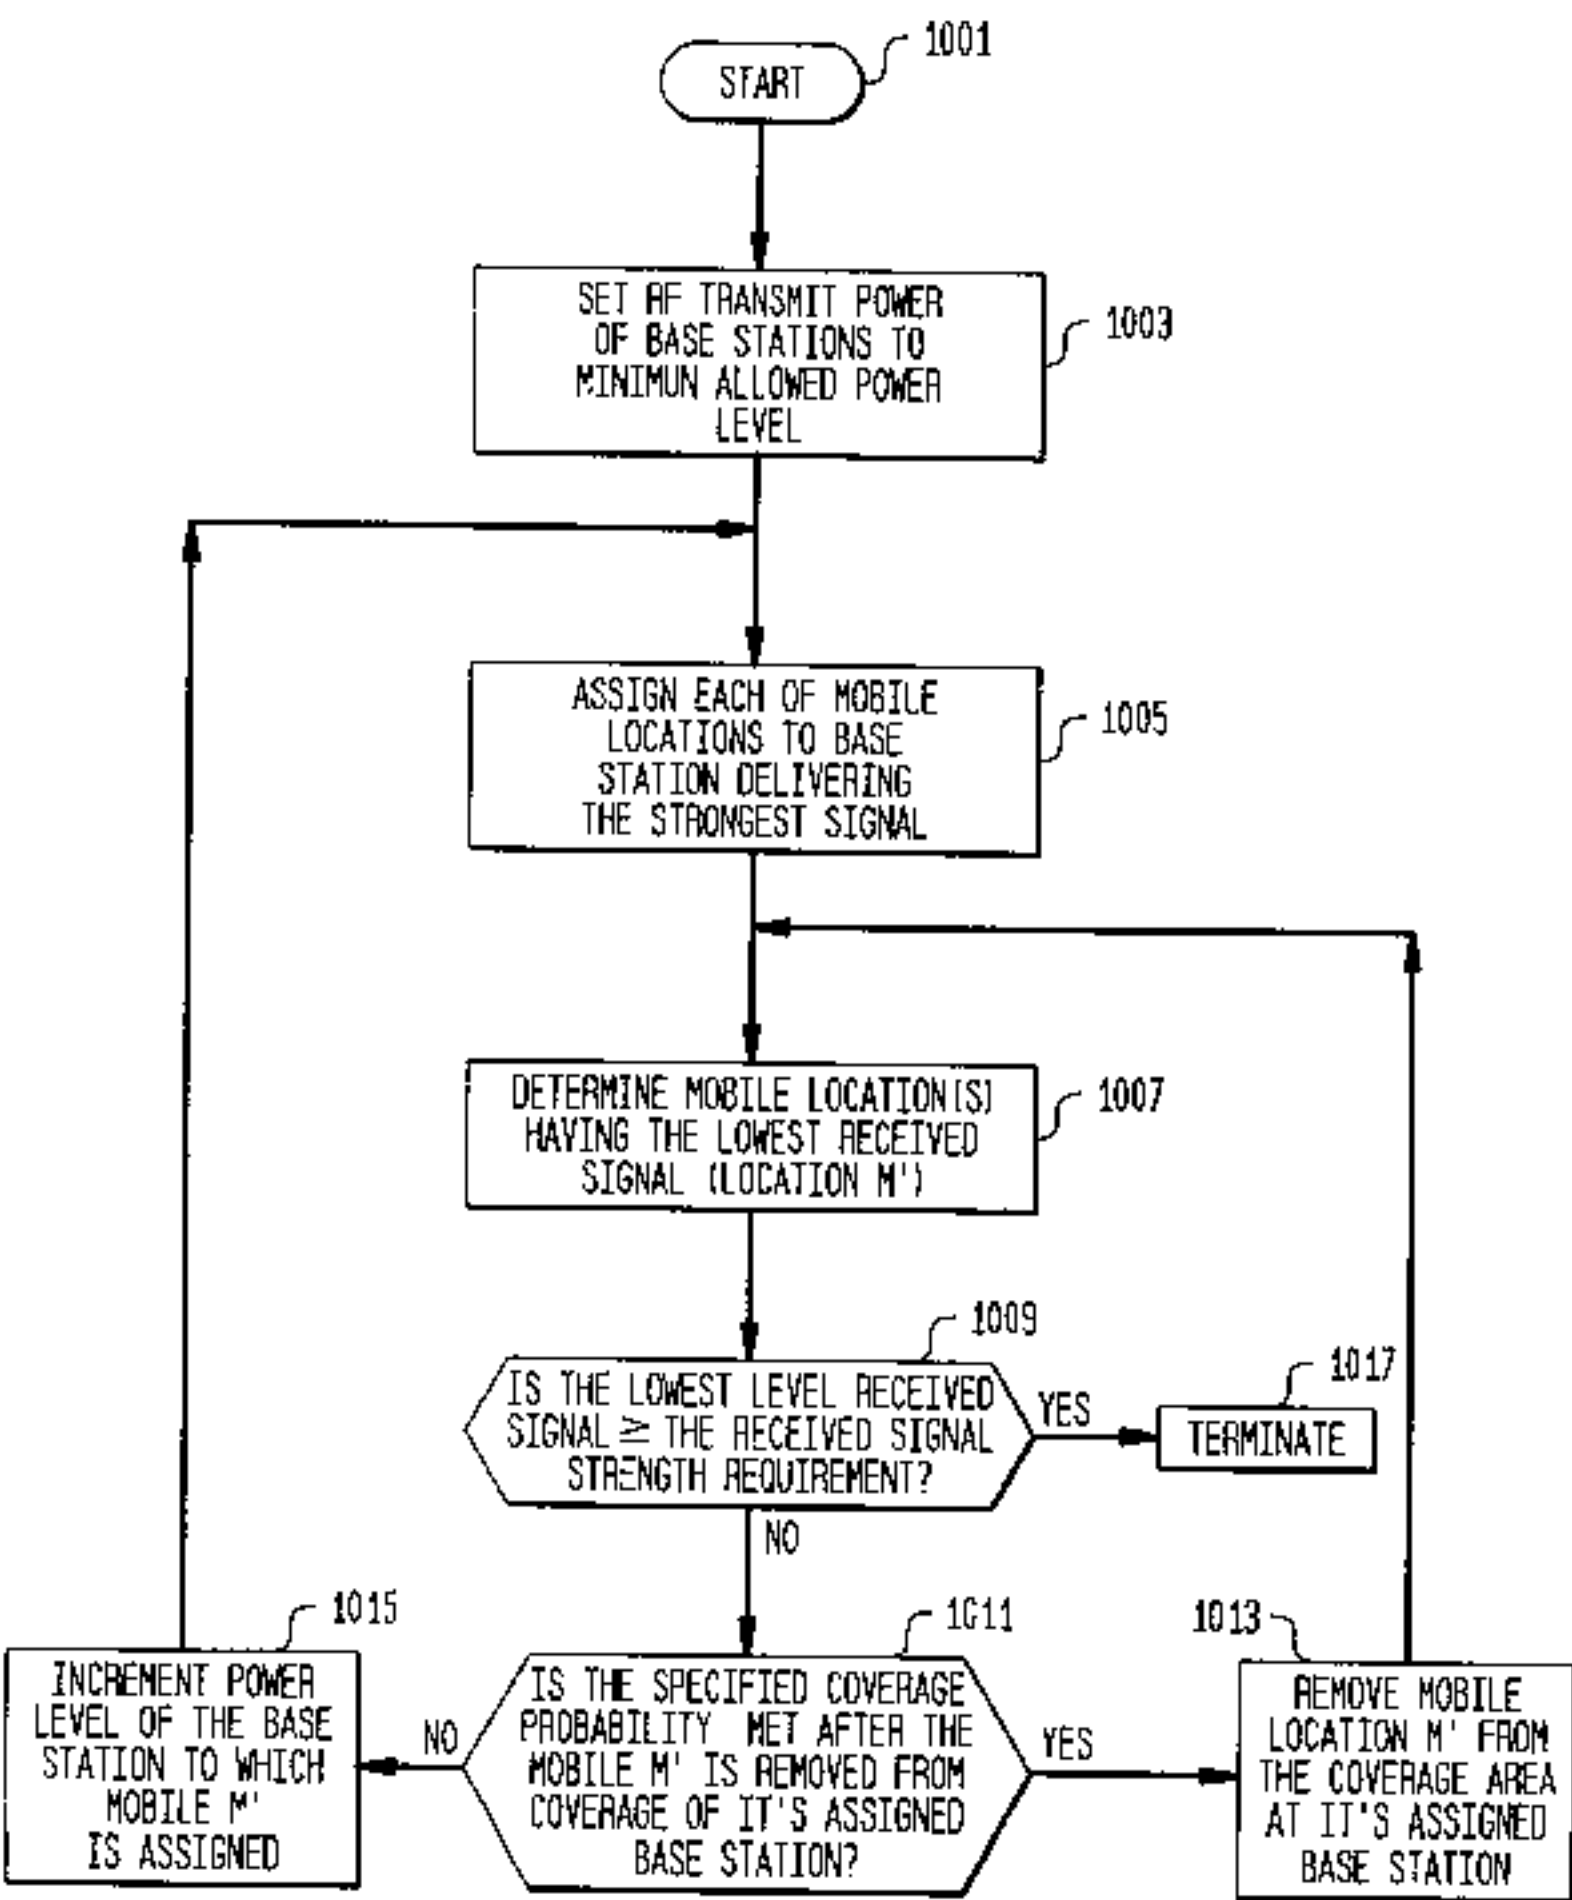 START
1001
SET RF TRANSMIT POWER
OF BASE STATIONS TO
MINIMUN ALLOWED POWER
LEVEL
1003
ASSIGN EACH OF MOBILE
LOCATIONS TO BASE
STATION DELIVERING
THE STRONGEST SIGNAL
1005
DETERMINE MOBILE LOCATION(S)
HAVING THE LOWEST RECEIVED
SIGNAL (LOCATION M')
1007
1009
IS THE LOWEST LEVEL RECEIVED
SIGNAL ≥ THE RECEIVED SIGNAL
STRENGTH REQUIREMENT?
YES
1017
TERMINATE
NO
1015
INCREMENT POWER
LEVEL OF THE BASE
STATION TO WHICH
MOBILE M'
IS ASSIGNED
NO
1011
IS THE SPECIFIED COVERAGE
PROBABILITY MET AFTER THE
MOBILE M' IS REMOVED FROM
COVERAGE OF IT'S ASSIGNED
BASE STATION?
YES
1013
REMOVE MOBILE
LOCATION M' FROM
THE COVERAGE AREA
AT IT'S ASSIGNED
BASE STATION